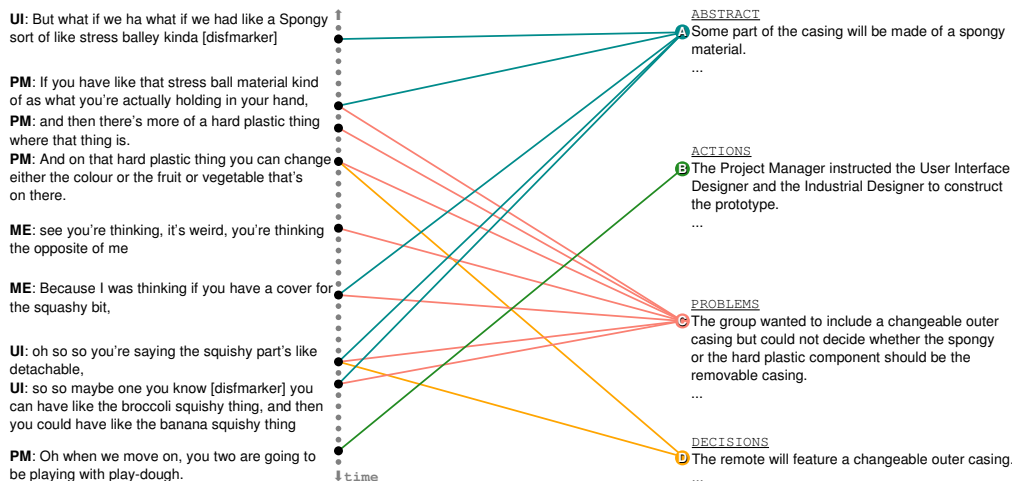 UI: But what if we ha what if we had like a Spongy
sort of like stress balley kinda [disfmarker]
PM: If you have like that stress ball material kind
of as what you're actually holding in your hand,
PM: and then there's more of a hard plastic thing
where that thing is.
PM: And on that hard plastic thing you can change
either the colour or the fruit or vegetable that's
on there.
ME: see you're thinking, it's weird, you're thinking
the opposite of me
ME: Because I was thinking if you have a cover for
the squashy bit,
UI: oh so so you're saying the squishy part's like
detachable,
UI: so so maybe one you know [disfmarker] you
can have like the broccoli squishy thing, and then
you could have like the banana squishy thing
PM: Oh when we move on, you two are going to
be playing with play-dough.
time
ABSTRACT
A Some part of the casing will be made of a spongy
material.
...
ACTIONS
B The Project Manager instructed the User Interface
Designer and the Industrial Designer to construct
the prototype.
...
PROBLEMS
C The group wanted to include a changeable outer
casing but could not decide whether the spongy
or the hard plastic component should be the
removable casing.
...
DECISIONS
D The remote will feature a changeable outer casing.
...